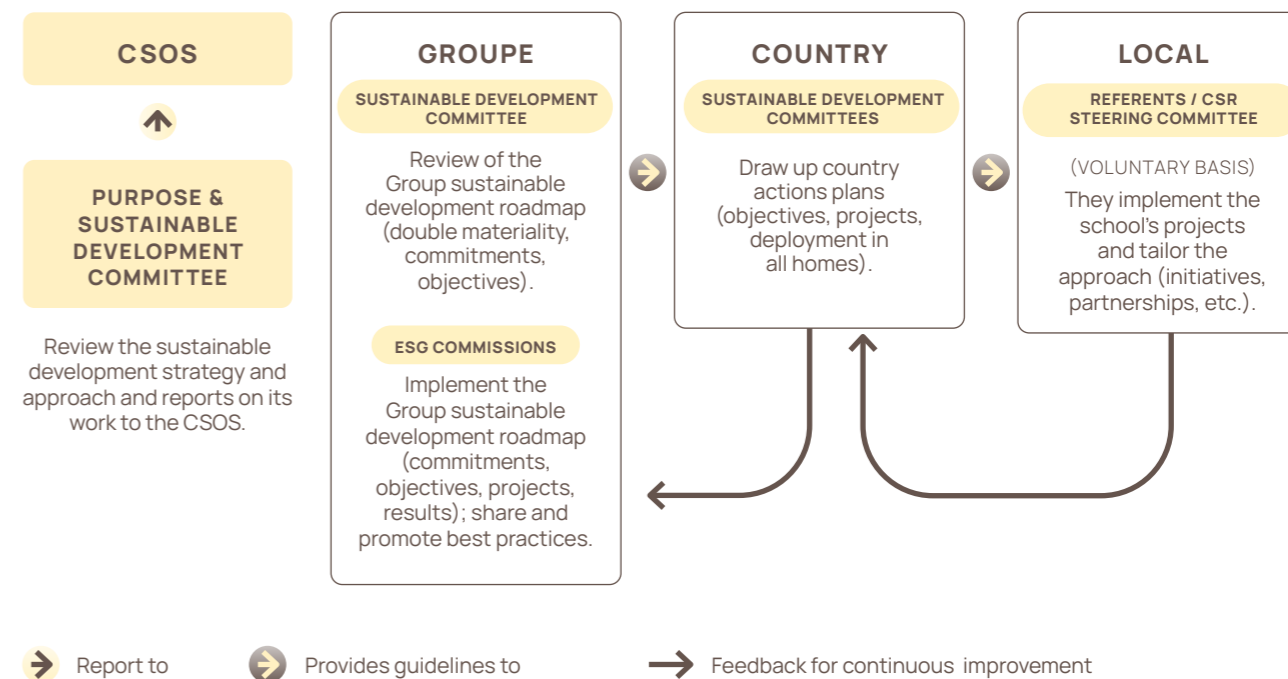 CSOS
PURPOSE &
SUSTAINABLE
DEVELOPMENT
COMMITTEE
Review the sustainable
development strategy and
approach and reports on its
work to the CSOS.
GROUPE
SUSTAINABLE DEVELOPMENT
COMMITTEE
Review of the
Group sustainable
development roadmap
(double materiality,
commitments,
objectives).
ESG COMMISSIONS
Implement the
Group sustainable
development roadmap
(commitments,
objectives, projects,
results); share and
promote best practices.
COUNTRY
SUSTAINABLE DEVELOPMENT
COMMITTEES
Draw up country
actions plans
(objectives, projects,
deployment in
all homes).
LOCAL
REFERENTS / CSR
STEERING COMMITTEE
(VOLUNTARY BASIS)
They implement the
school's projects
and tailor the
approach (initiatives,
partnerships, etc.).
Report to
Provides guidelines to
Feedback for continuous improvement